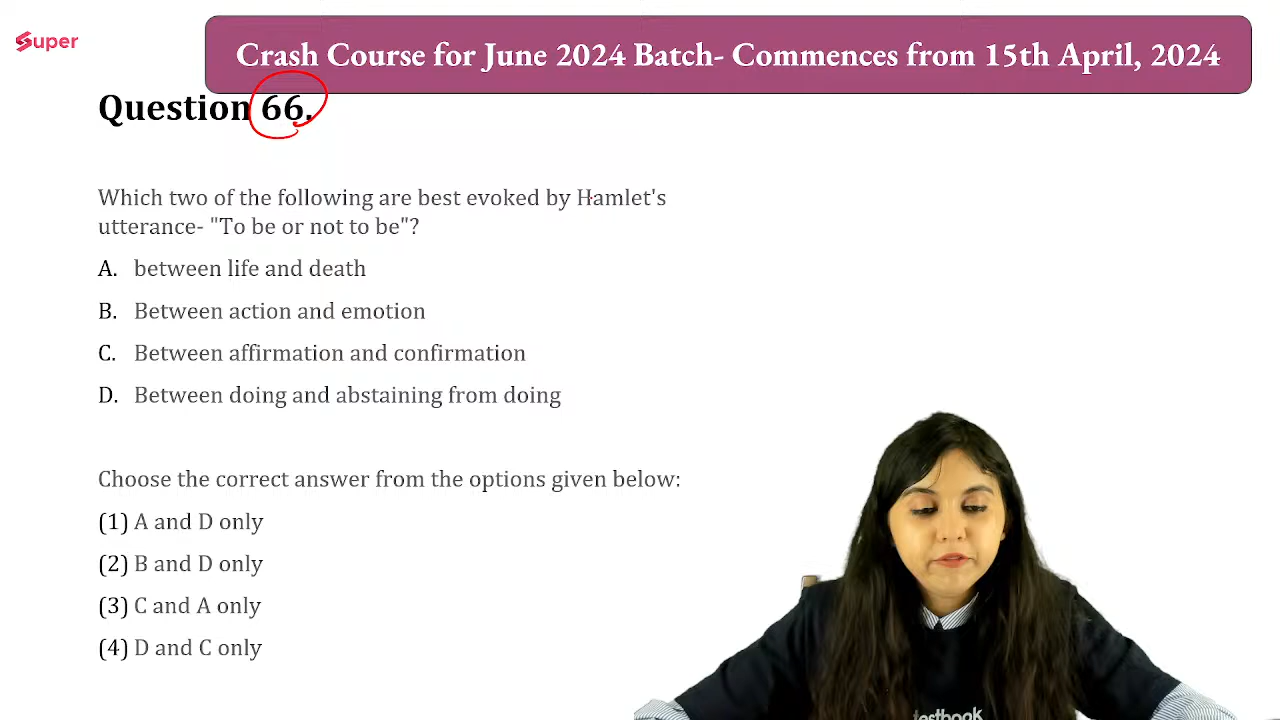 Super
Crash Course for June 2024 Batch- Commences from 15th April, 2024
Question 66.
Which two of the following are best evoked by Hamlet's
utterance- "To be or not to be"?
A. between life and death
B. Between action and emotion
C. Between affirmation and confirmation
D. Between doing and abstaining from doing
Choose the correct answer from the options given below:
(1) A and D only
(2) B and D only
(3) C and A only
(4) D and C only
testbook